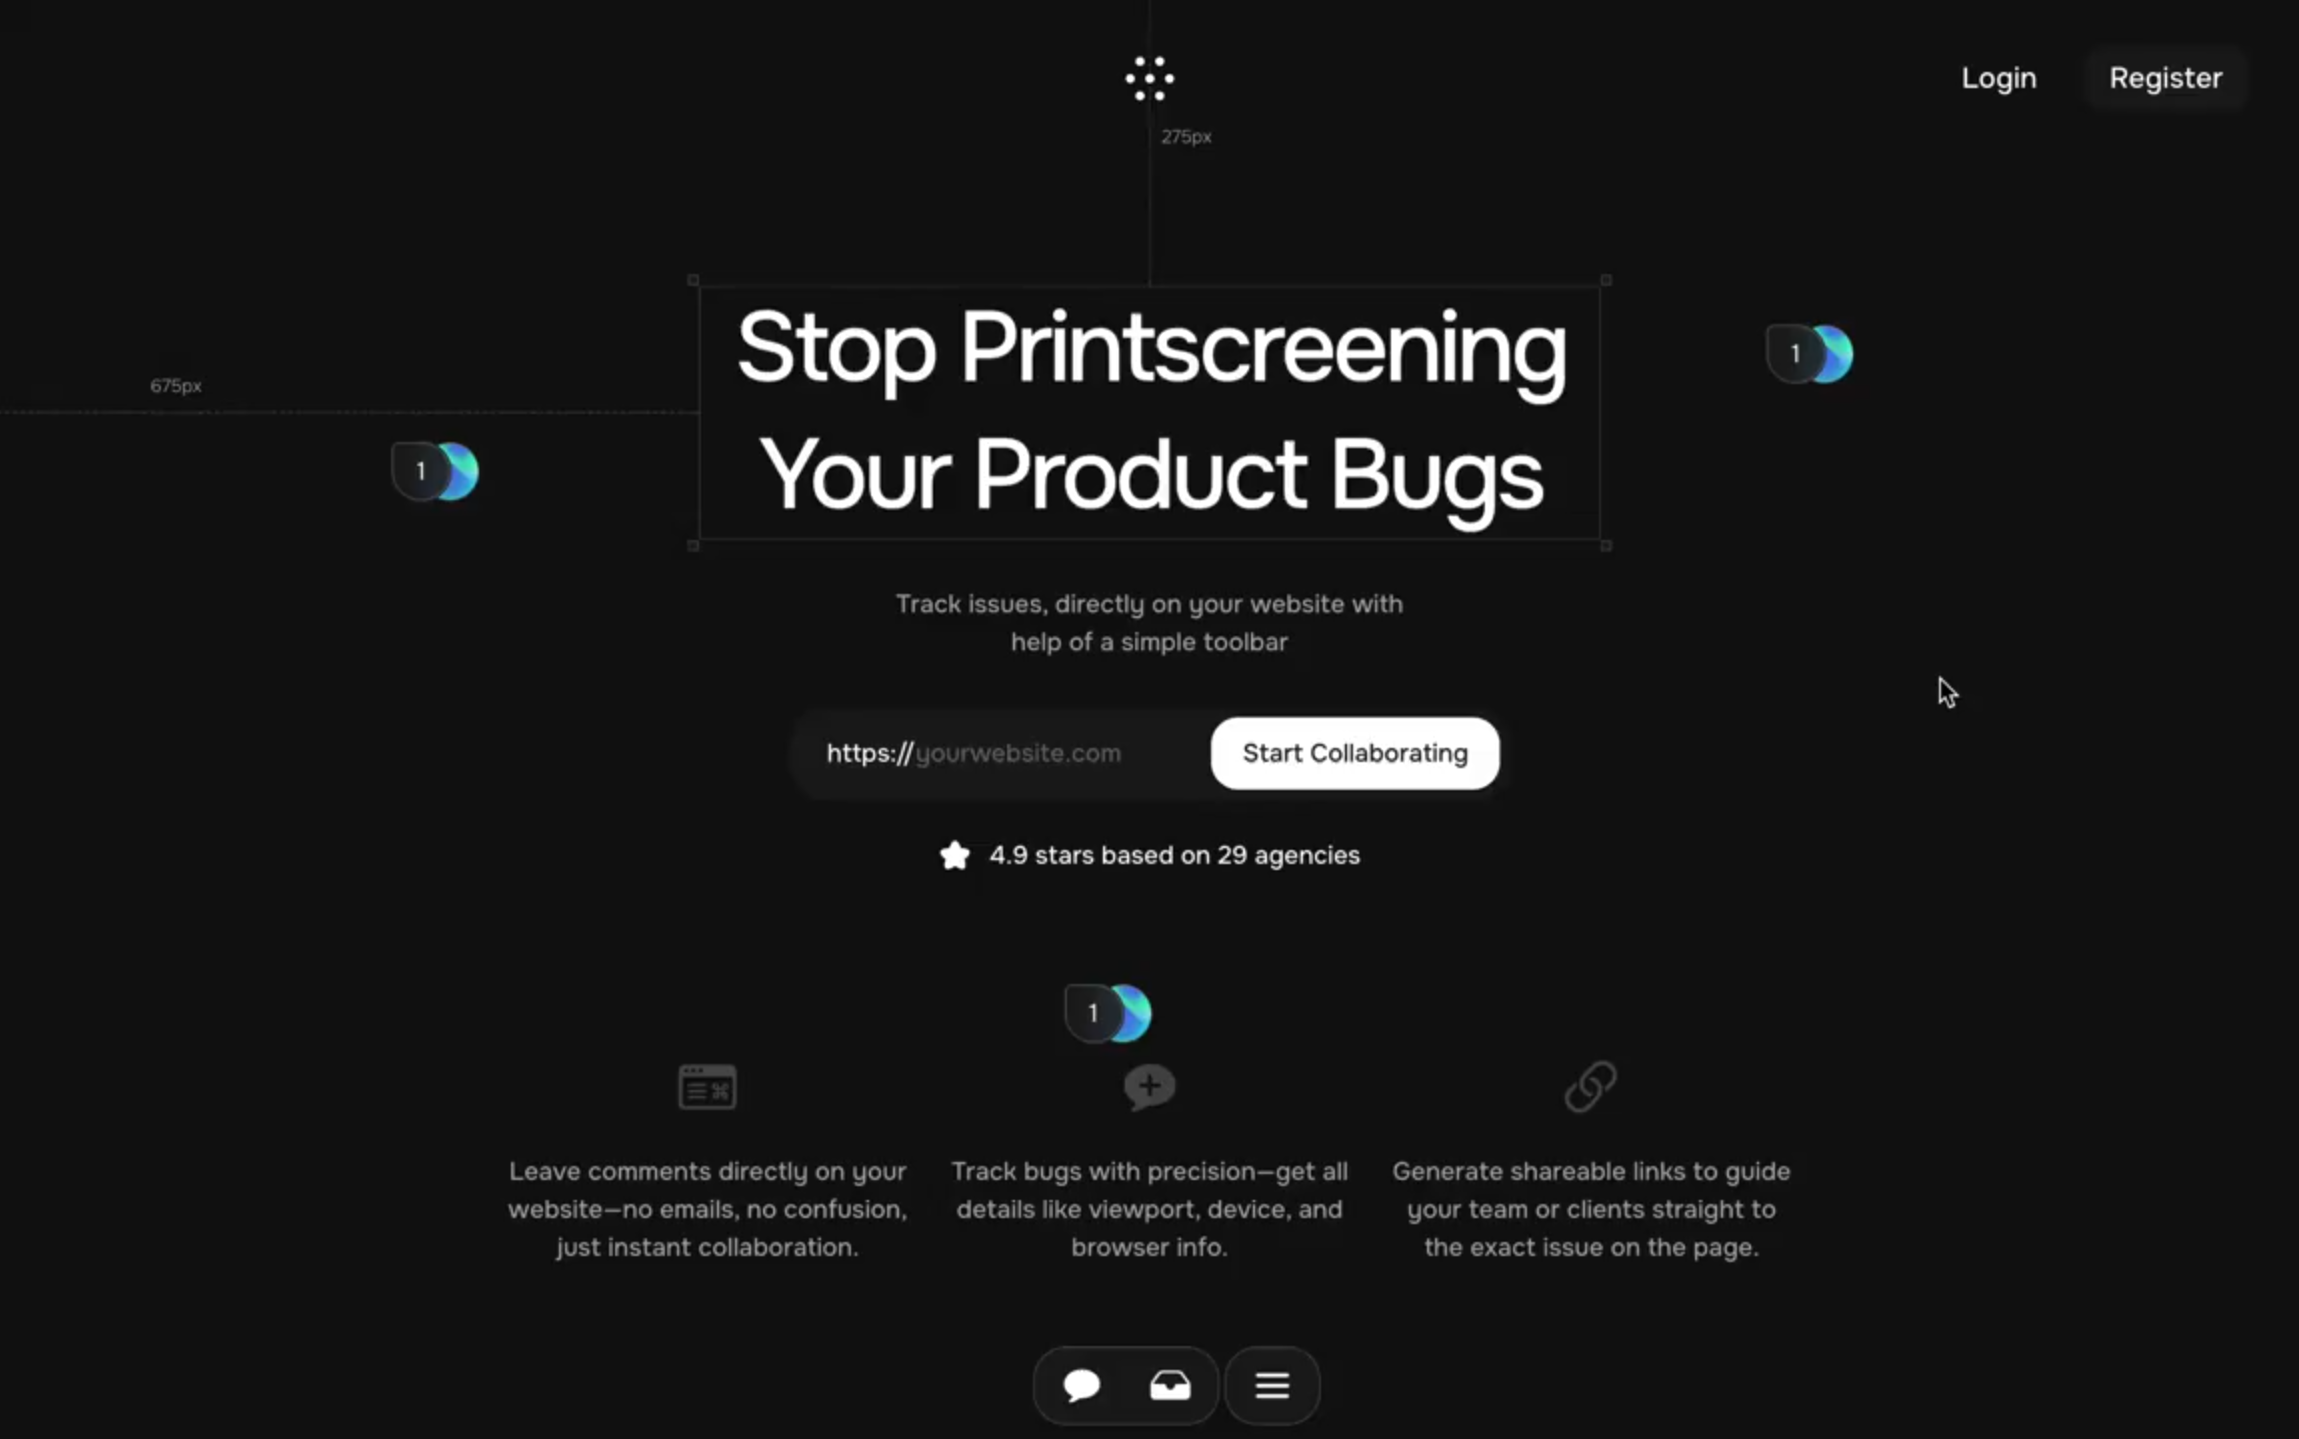 Login
Register
275px
Stop Printscreening
1
675px
Your Product Bugs
1
Track issues, directly on your website with
help of a simple toolbar
https://yourwebsite.com
Start Collaborating
4.9 stars based on 29 agencies
1
Leave comments directly on your
website—no emails, no confusion,
just instant collaboration.
Track bugs with precision—get all
details like viewport, device, and
browser info.
Generate shareable links to guide
your team or clients straight to
the exact issue on the page.